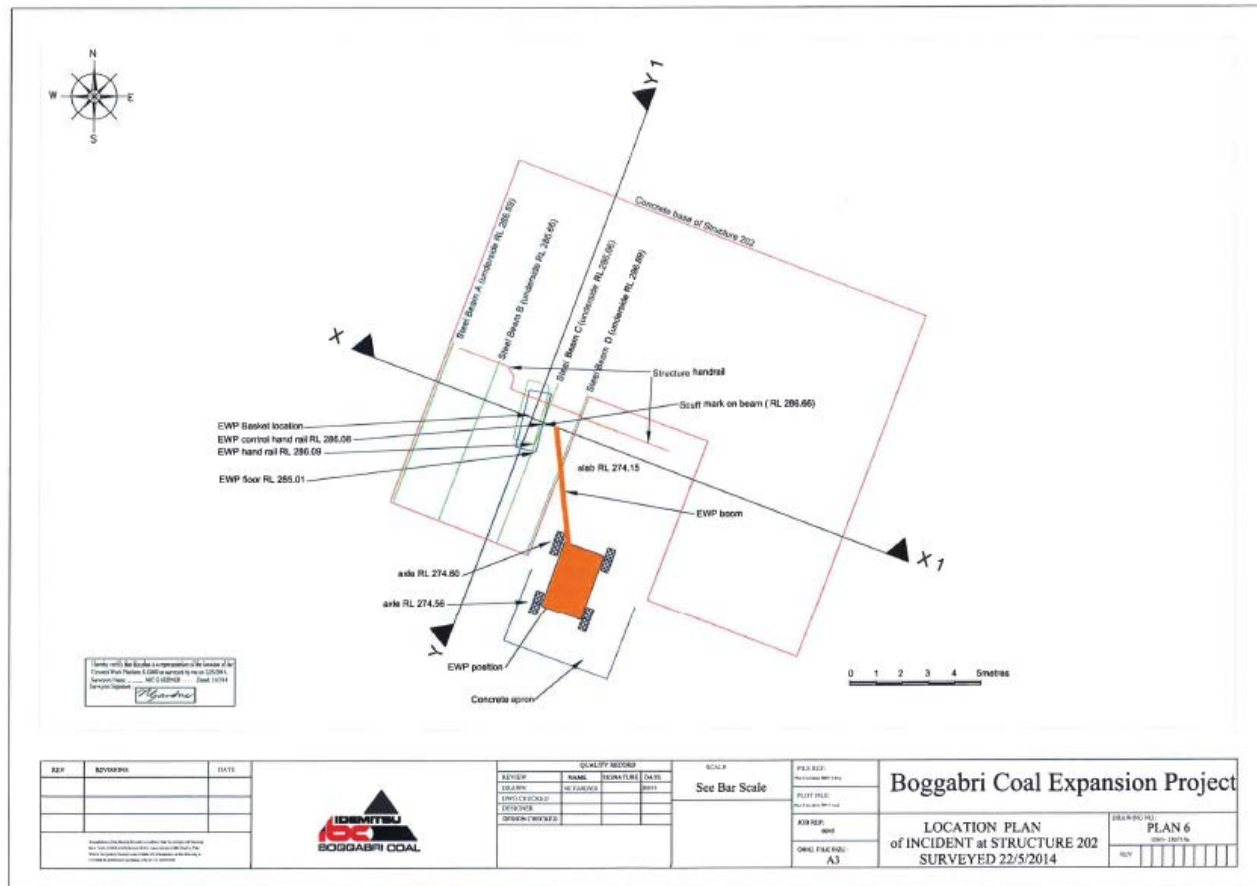 N
W
E
S
Y 1
Concrete base of Structure 202
Steel Beam A (underside RL 286.89)
Steel Beam B (underside RL 286.66)
Steel Beam C (underside RL 286.66)
Steel Beam D (underside RL 286.89)
X
Structure handrail
Scuff mark on beam ( RL 286.66)
EWP Basket location
EWP control hand rail RL 286.08
EWP hand rail RL 286.09
EWP floor RL 285.01
slab RL 274.15
EWP boom
X 1
axle RL 274.60
axle RL 274.56
Y
EWP position
Concrete apron
0 1 2 3 4 5metres
REV REVISIONS DATE
IDEMITSU
bc
BOGGABRI COAL
QUALITY RECORD
REVIEW NAME SIGNATURE DATE
DRAWN
DWG CHECKED
DESIGNER
DESIGN CHECKED
SCALE
See Bar Scale
FILE REF:
PLOT FILE:
JOB REF:
ORIG. FILE SIZE:
A3
Boggabri Coal Expansion Project
LOCATION PLAN
of INCIDENT at STRUCTURE 202
SURVEYED 22/5/2014
DRAWING NO:
PLAN 6
REV